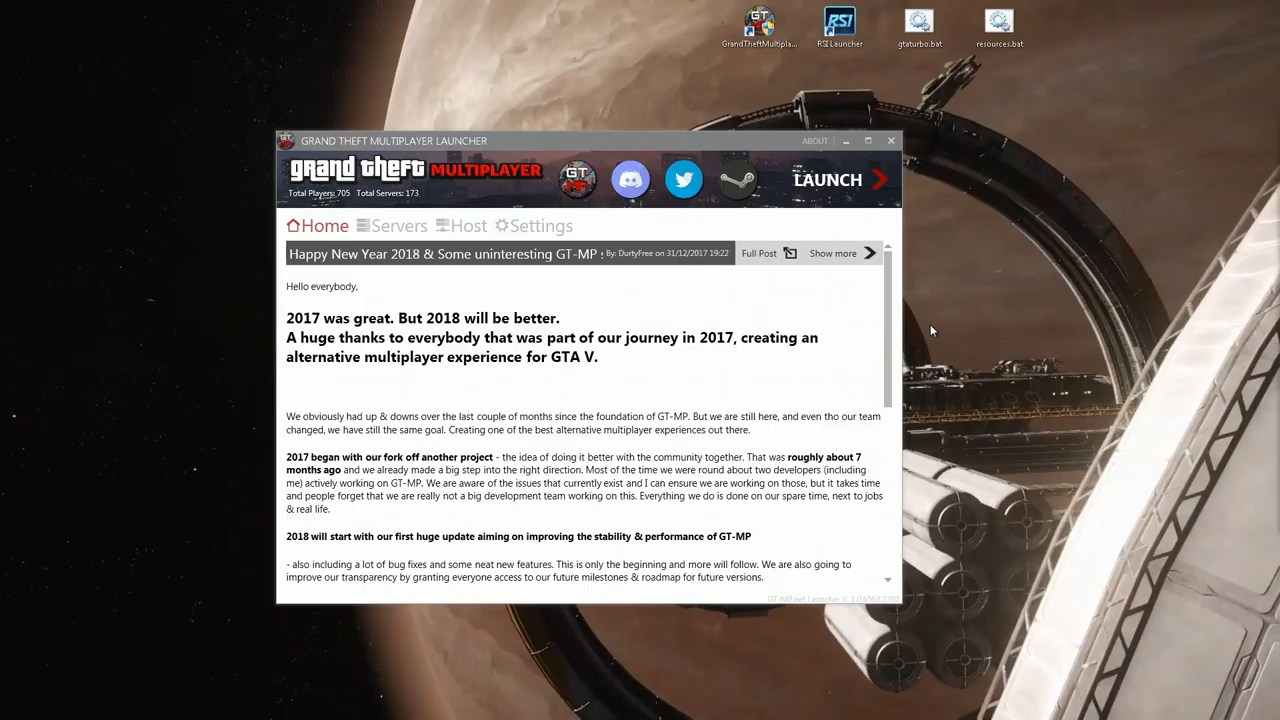 GrandTheftMultipla...
RSI Launcher
gtaturbo.bat
resources.bat
GRAND THEFT MULTIPLAYER LAUNCHER
ABOUT
grand theft MULTIPLAYER
GT MP
LAUNCH
Total Players: 705 Total Servers: 173
Home Servers Host Settings
Happy New Year 2018 & Some uninteresting GT-MP : By: DurtyFree on 31/12/2017 19:22 Full Post Show more
Hello everybody,
2017 was great. But 2018 will be better.
A huge thanks to everybody that was part of our journey in 2017, creating an
alternative multiplayer experience for GTA V.
We obviously had up & downs over the last couple of months since the foundation of GT-MP. But we are still here, and even tho our team
changed, we have still the same goal. Creating one of the best alternative multiplayer experiences out there.
2017 began with our fork off another project - the idea of doing it better with the community together. That was roughly about 7
months ago and we already made a big step into the right direction. Most of the time we were round about two developers (including
me) actively working on GT-MP. We are aware of the issues that currently exist and I can ensure we are working on those, but it takes time
and people forget that we are really not a big development team working on this. Everything we do is done on our spare time, next to jobs
& real life.
2018 will start with our first huge update aiming on improving the stability & performance of GT-MP
- also including a lot of bug fixes and some neat new features. This is only the beginning and more will follow. We are also going to
improve our transparency by granting everyone access to our future milestones & roadmap for future versions.
GT-MP.net Launcher V. 1.0.6563.2280